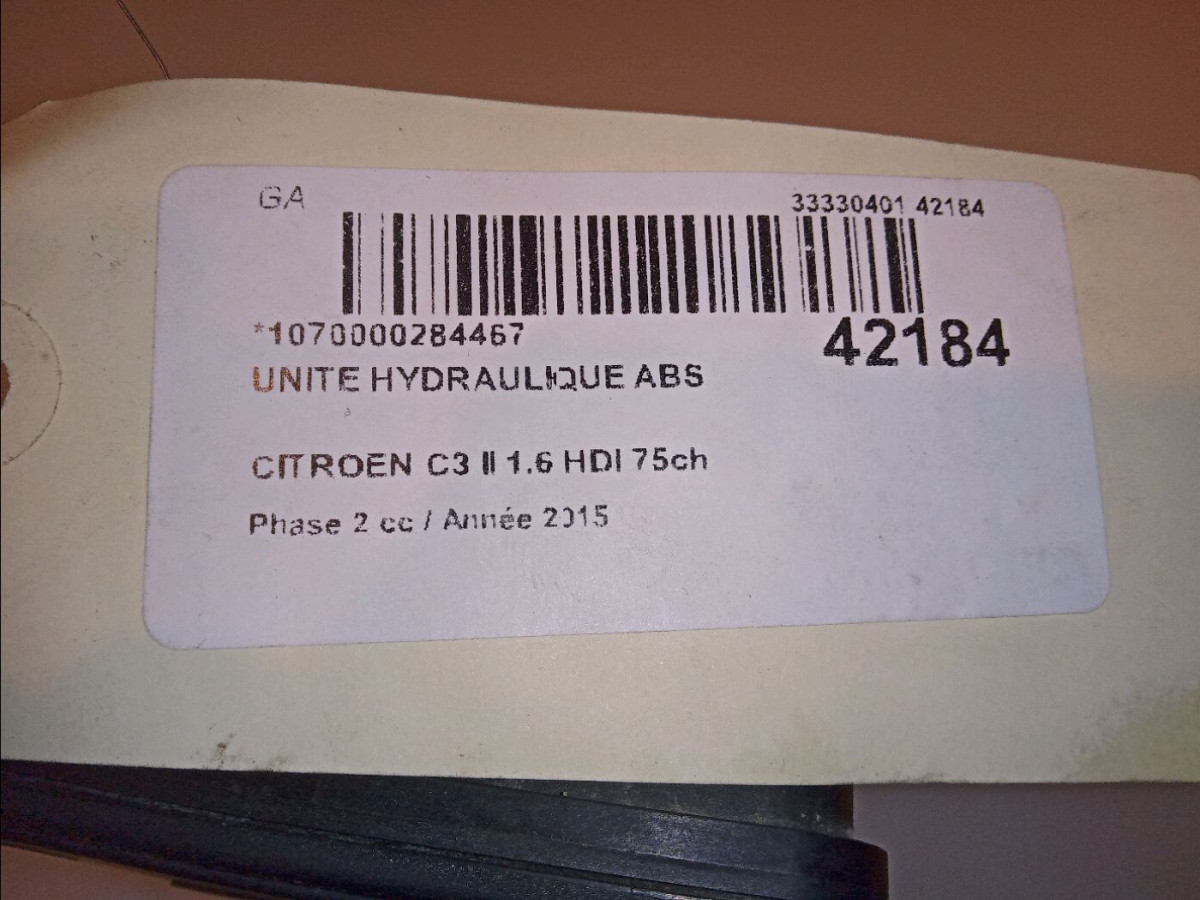 GA
33330401 42184
*1070000284467
42184
UNITE HYDRAULIQUE ABS
CITROEN C3 II 1.6 HDI 75ch
Phase 2 cc / Année 2015